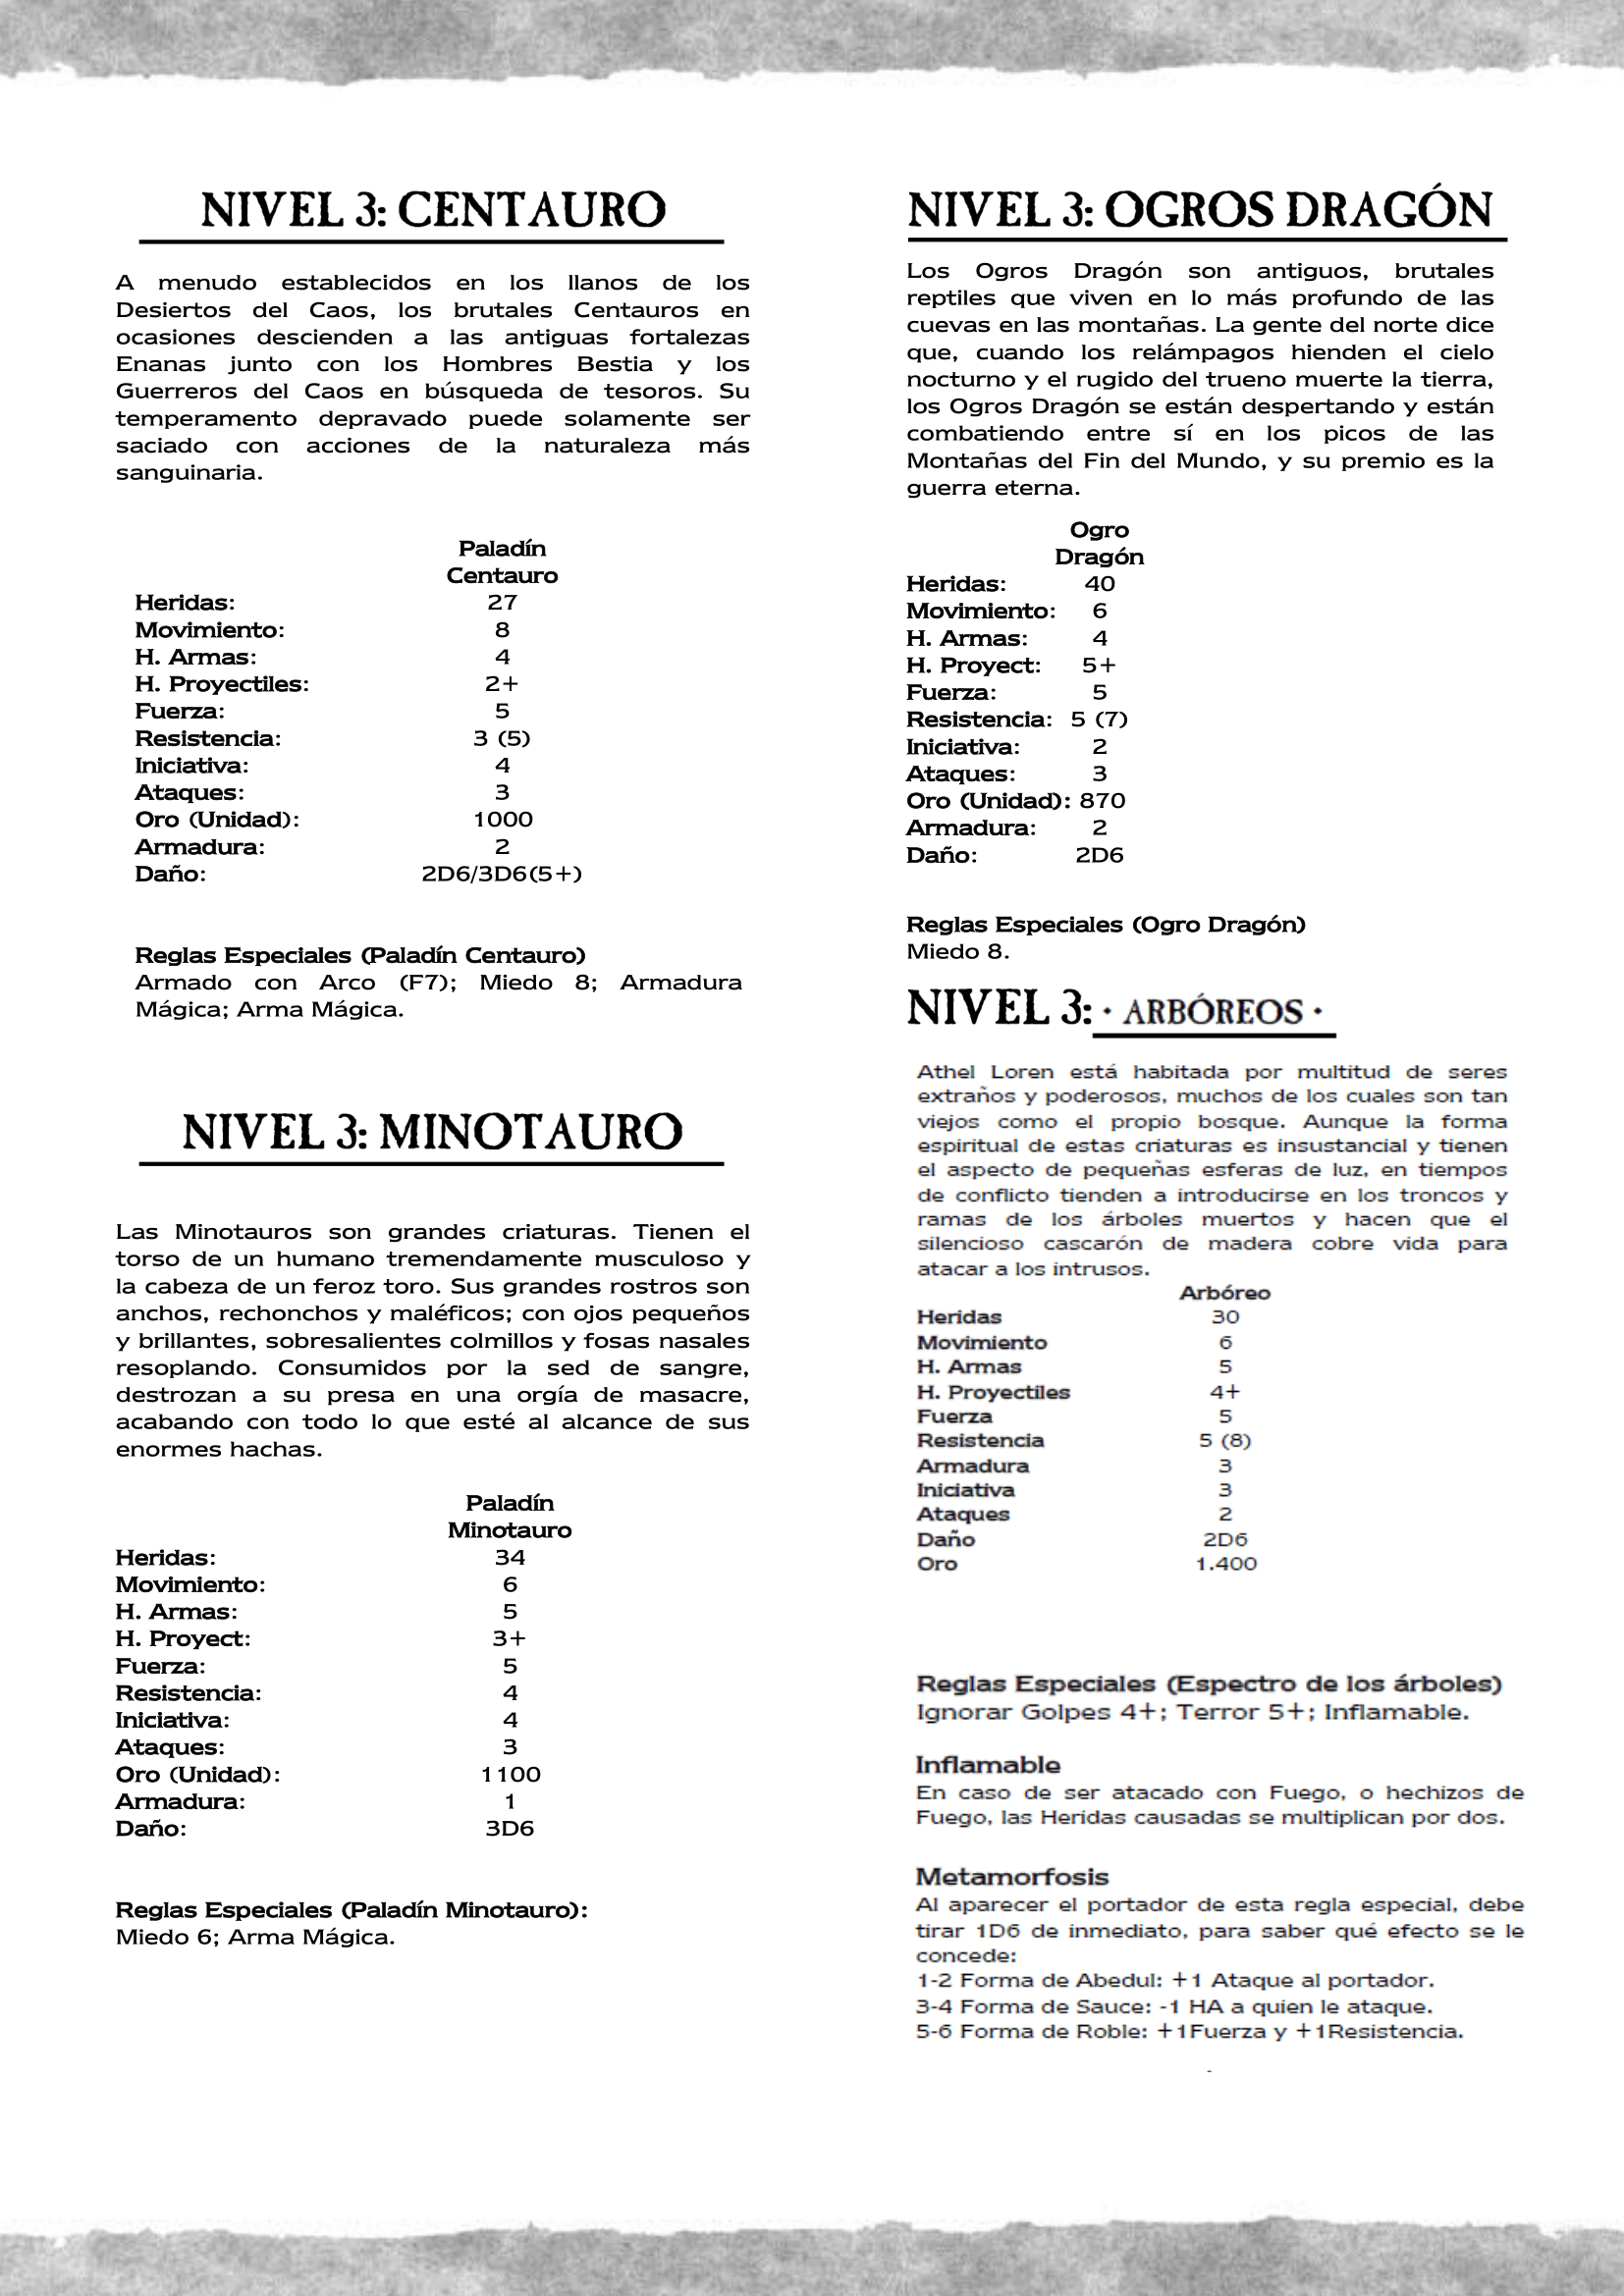 NIVEL 3: CENTAURO
A menudo establecidos en los llanos de los
Desiertos del Caos, los brutales Centauros en
ocasiones descienden a las antiguas fortalezas
Enanas junto con los Hombres Bestia y los
Guerreros del Caos en búsqueda de tesoros. Su
temperamento depravado puede solamente ser
saciado con acciones de la naturaleza más
sanguinaria.
Paladín
Centauro
Heridas: 27
Movimiento: 8
H. Armas: 4
H. Proyectiles: 2+
Fuerza: 5
Resistencia: 3 (5)
Iniciativa: 4
Ataques: 3
Oro (Unidad): 1000
Armadura: 2
Daño: 2D6/3D6(5+)
Reglas Especiales (Paladín Centauro)
Armado con Arco (F7); Miedo 8; Armadura
Mágica; Arma Mágica.
NIVEL 3: MINOTAURO
Las Minotauros son grandes criaturas. Tienen el
torso de un humano tremendamente musculoso y
la cabeza de un feroz toro. Sus grandes rostros son
anchos, rechonchos y maléficos; con ojos pequeños
y brillantes, sobresalientes colmillos y fosas nasales
resoplando. Consumidos por la sed de sangre,
destrozan a su presa en una orgía de masacre,
acabando con todo lo que esté al alcance de sus
enormes hachas.
Paladín
Minotauro
Heridas: 34
Movimiento: 6
H. Armas: 5
H. Proyect: 3+
Fuerza: 5
Resistencia: 4
Iniciativa: 4
Ataques: 3
Oro (Unidad): 1100
Armadura: 1
Daño: 3D6
Reglas Especiales (Paladín Minotauro):
Miedo 6; Arma Mágica.
NIVEL 3: OGROS DRAGÓN
Los Ogros Dragón son antiguos, brutales
reptiles que viven en lo más profundo de las
cuevas en las montañas. La gente del norte dice
que, cuando los relámpagos hienden el cielo
nocturno y el rugido del trueno muerte la tierra,
los Ogros Dragón se están despertando y están
combatiendo entre sí en los picos de las
Montañas del Fin del Mundo, y su premio es la
guerra eterna.
Ogro
Dragón
Heridas: 40
Movimiento: 6
H. Armas: 4
H. Proyect: 5+
Fuerza: 5
Resistencia: 5 (7)
Iniciativa: 2
Ataques: 3
Oro (Unidad): 870
Armadura: 2
Daño: 2D6
Reglas Especiales (Ogro Dragón)
Miedo 8.
NIVEL 3: · ARBÓREOS ·
Athel Loren está habitada por multitud de seres
extraños y poderosos, muchos de los cuales son tan
viejos como el propio bosque. Aunque la forma
espiritual de estas criaturas es insustancial y tienen
el aspecto de pequeñas esferas de luz, en tiempos
de conflicto tienden a introducirse en los troncos y
ramas de los árboles muertos y hacen que el
silencioso cascarón de madera cobre vida para
atacar a los intrusos.
Arbóreo
Heridas 30
Movimiento 6
H. Armas 5
H. Proyectiles 4+
Fuerza 5
Resistencia 5 (8)
Armadura 3
Iniciativa 3
Ataques 2
Daño 2D6
Oro 1.400
Reglas Especiales (Espectro de los árboles)
Ignorar Golpes 4+; Terror 5+; Inflamable.
Inflamable
En caso de ser atacado con Fuego, o hechizos de
Fuego, las Heridas causadas se multiplican por dos.
Metamorfosis
Al aparecer el portador de esta regla especial, debe
tirar 1D6 de inmediato, para saber qué efecto se le
concede:
1-2 Forma de Abedul: +1 Ataque al portador.
3-4 Forma de Sauce: -1 HA a quien le ataque.
5-6 Forma de Roble: +1Fuerza y +1Resistencia.